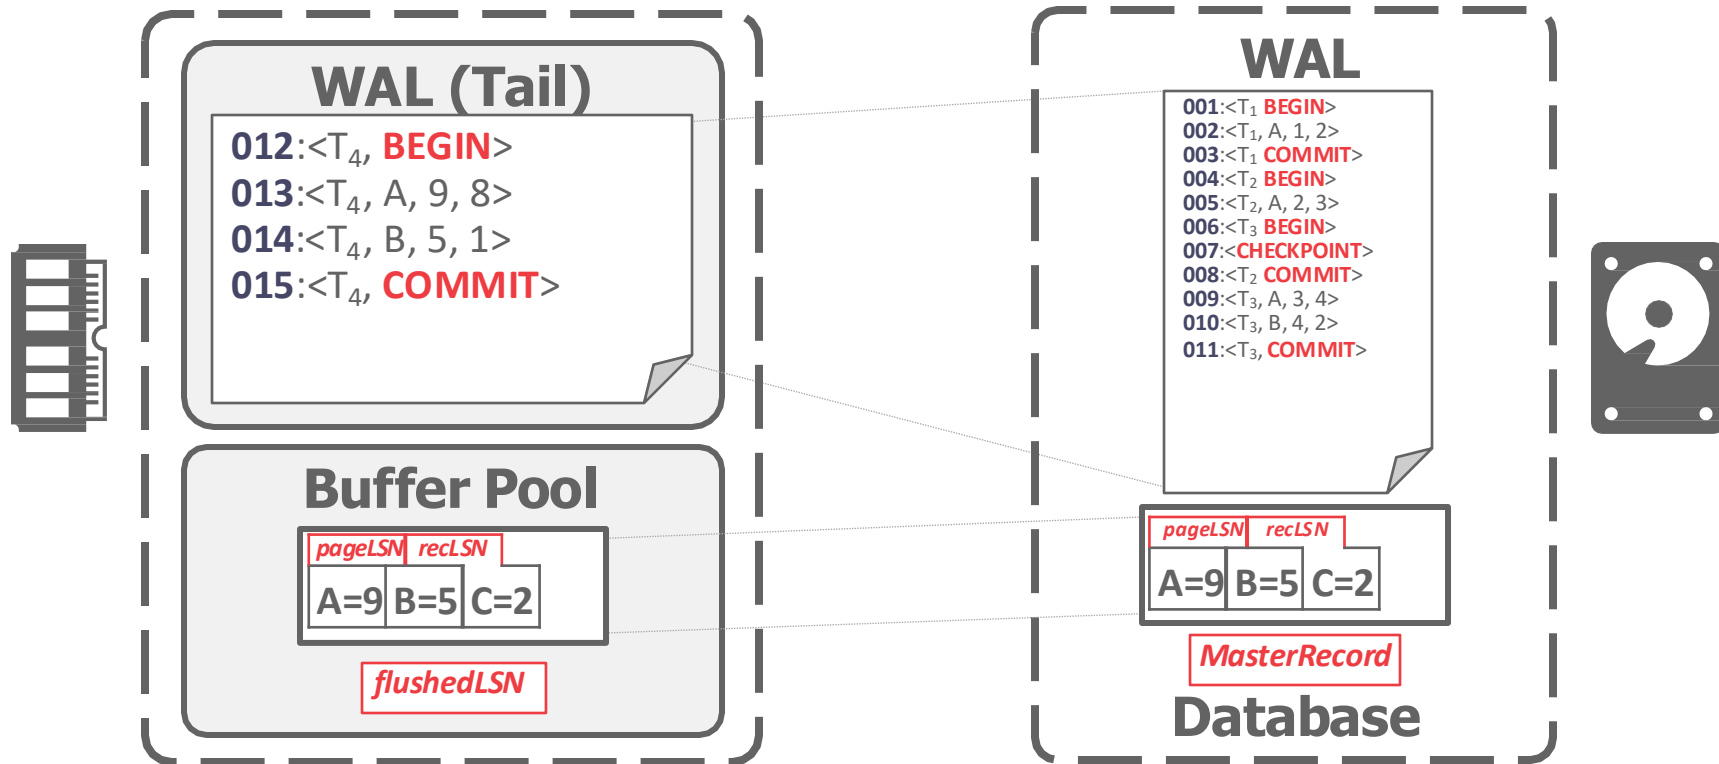 WAL (Tail)
012:<T4, BEGIN>
013:<T4, A, 9, 8>
014:<T4, B, 5, 1>
015:<T4, COMMIT>
Buffer Pool
pageLSN recLSN
A=9 B=5 C=2
flushedLSN
WAL
001:<T1 BEGIN>
002:<T1, A, 1, 2>
003:<T1 COMMIT>
004:<T2 BEGIN>
005:<T2, A, 2, 3>
006:<T3 BEGIN>
007:<CHECKPOINT>
008:<T2 COMMIT>
009:<T3, A, 3, 4>
010:<T3, B, 4, 2>
011:<T3, COMMIT>
pageLSN recLSN
A=9 B=5 C=2
MasterRecord
Database